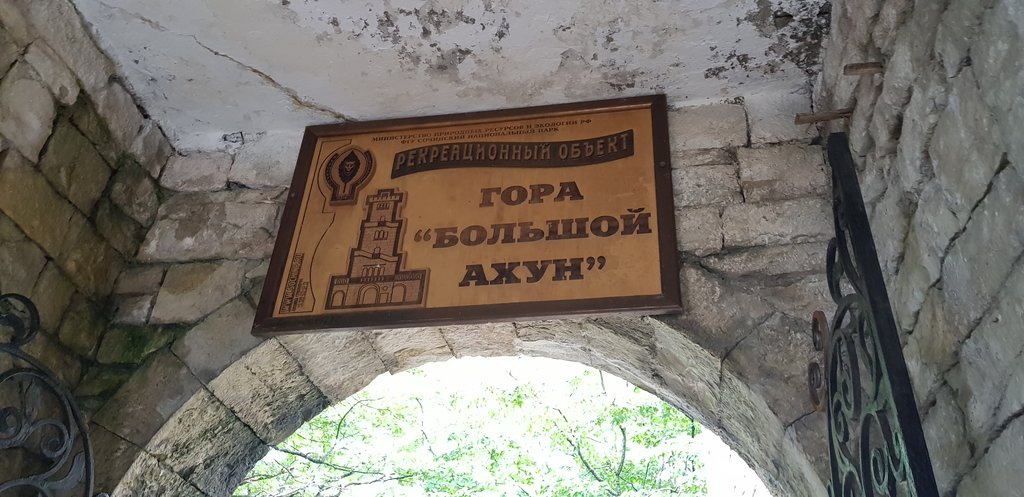 МИНИСТЕРСТВО ПРИРОДНЫХ РЕСУРСОВ И ЭКОЛОГИИ РФ
ФГУ СОЧИНСКИЙ НАЦИОНАЛЬНЫЙ ПАРК
РЕКРЕАЦИОННЫЙ ОБЪЕКТ
ГОРА
“БОЛЬШОЙ
АХУН”